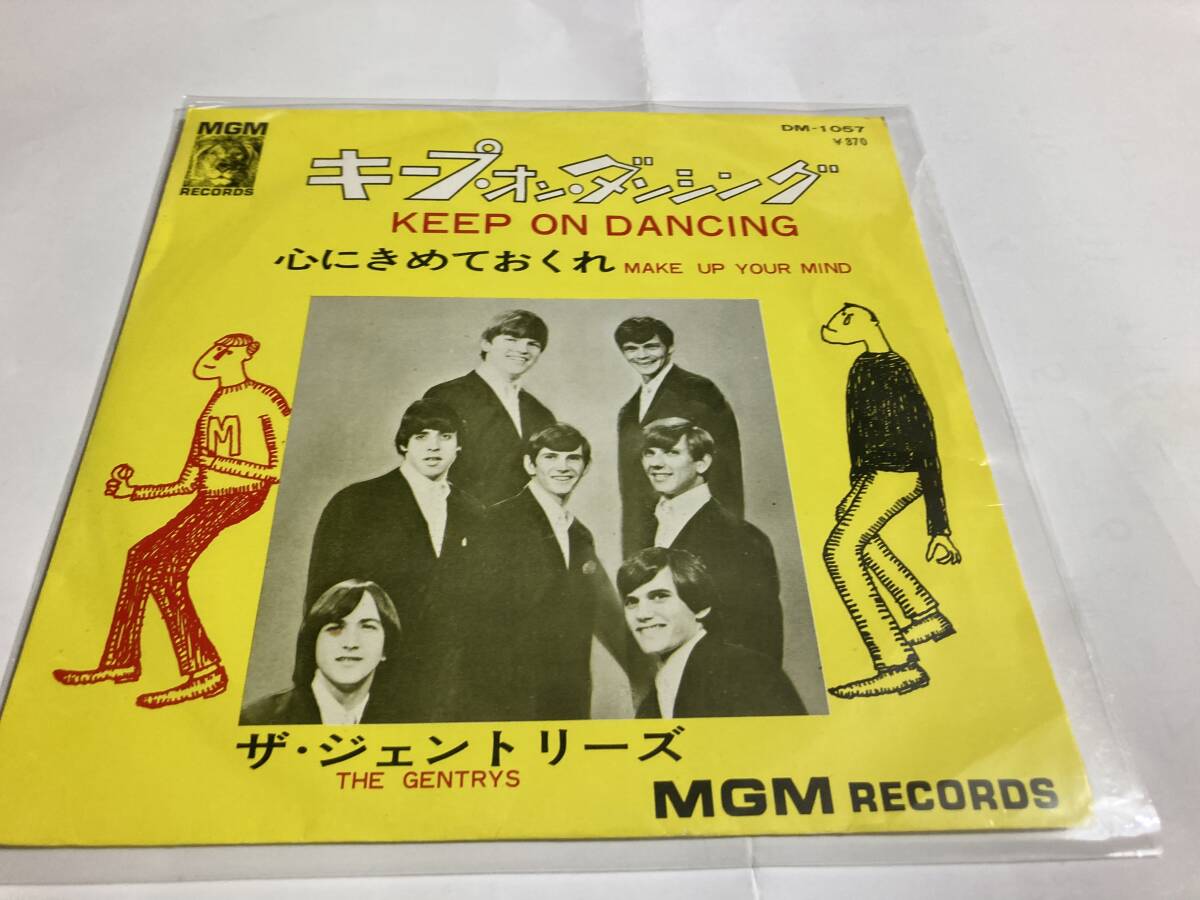 MGM
RECORDS
DM-1057
¥370
キープ・オン・ダンシング
KEEP ON DANCING
心にきめておくれ MAKE UP YOUR MIND
M
ザ・ジェントリーズ
THE GENTRYS
MGM RECORDS